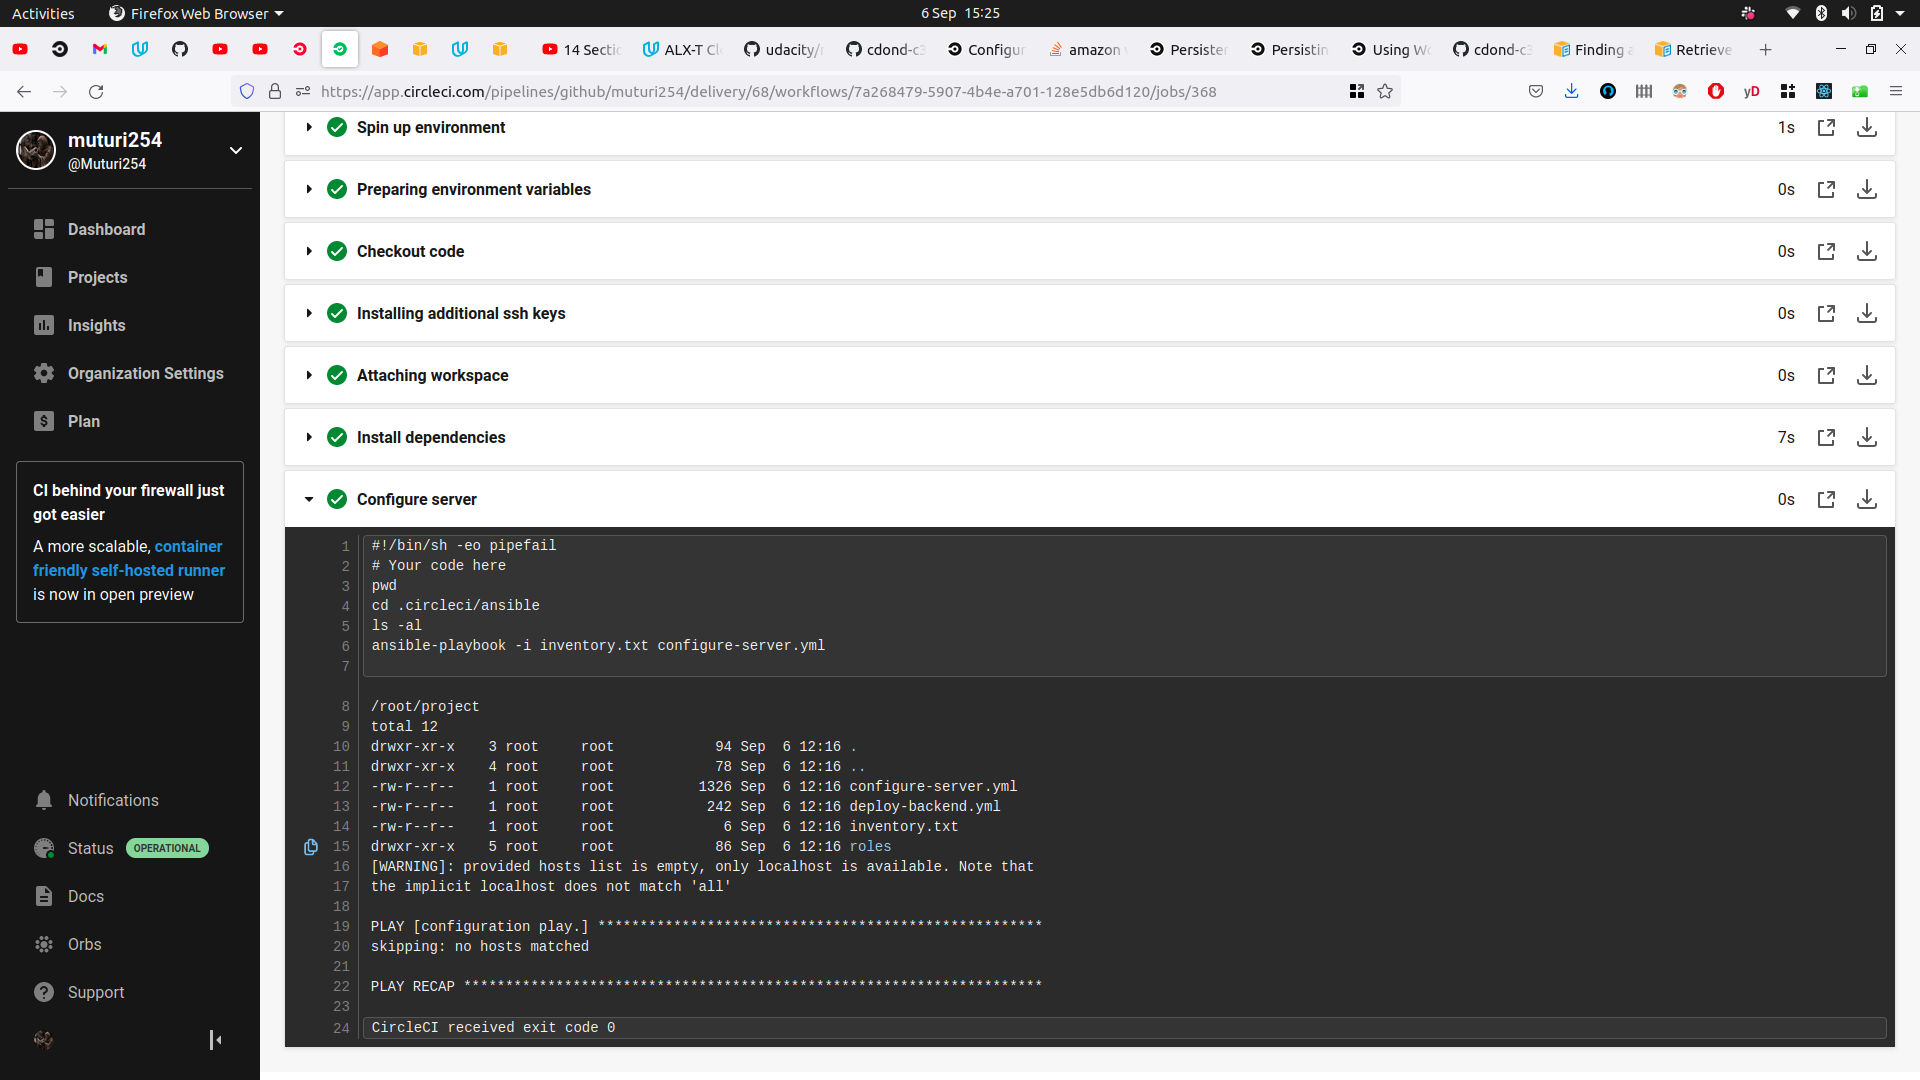 Activities
Firefox Web Browser
6 Sep 15:25
14 Sectio
ALX-T Cl
udacity/
cdond-c3
Configur
amazon
Persister
Persistin
Using Wo
cdond-c3
Finding a
Retrieve
https://app.circleci.com/pipelines/github/muturi254/delivery/68/workflows/7a268479-5907-4b4e-a701-128e5db6d120/jobs/368
yD
muturi254
@Muturi254
Dashboard
Projects
Insights
Organization Settings
Plan
CI behind your firewall just
got easier
A more scalable, container
friendly self-hosted runner
is now in open preview
Notifications
Status OPERATIONAL
Docs
Orbs
Support
Spin up environment 1s
Preparing environment variables 0s
Checkout code 0s
Installing additional ssh keys 0s
Attaching workspace 0s
Install dependencies 7s
Configure server 0s
1 #!/bin/sh -eo pipefail
2 # Your code here
3 pwd
4 cd .circleci/ansible
5 ls -al
6 ansible-playbook -i inventory.txt configure-server.yml
7
8 /root/project
9 total 12
10 drwxr-xr-x 3 root root 94 Sep 6 12:16 .
11 drwxr-xr-x 4 root root 78 Sep 6 12:16 ..
12 -rw-r--r-- 1 root root 1326 Sep 6 12:16 configure-server.yml
13 -rw-r--r-- 1 root root 242 Sep 6 12:16 deploy-backend.yml
14 -rw-r--r-- 1 root root 6 Sep 6 12:16 inventory.txt
15 drwxr-xr-x 5 root root 86 Sep 6 12:16 roles
16 [WARNING]: provided hosts list is empty, only localhost is available. Note that
17 the implicit localhost does not match 'all'
18
19 PLAY [configuration play.] *****************************************************
20 skipping: no hosts matched
21
22 PLAY RECAP *********************************************************************
23
24 CircleCI received exit code 0